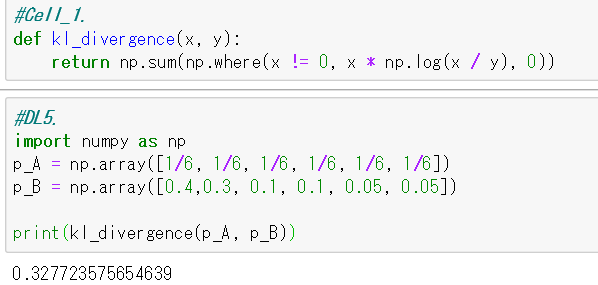 #Cell_1.
def kl_divergence(x, y):
    return np.sum(np.where(x != 0, x * np.log(x / y), 0))
#DL5.
import numpy as np
p_A = np.array([1/6, 1/6, 1/6, 1/6, 1/6, 1/6])
p_B = np.array([0.4,0.3, 0.1, 0.1, 0.05, 0.05])
print(kl_divergence(p_A, p_B))
0.327723575654639